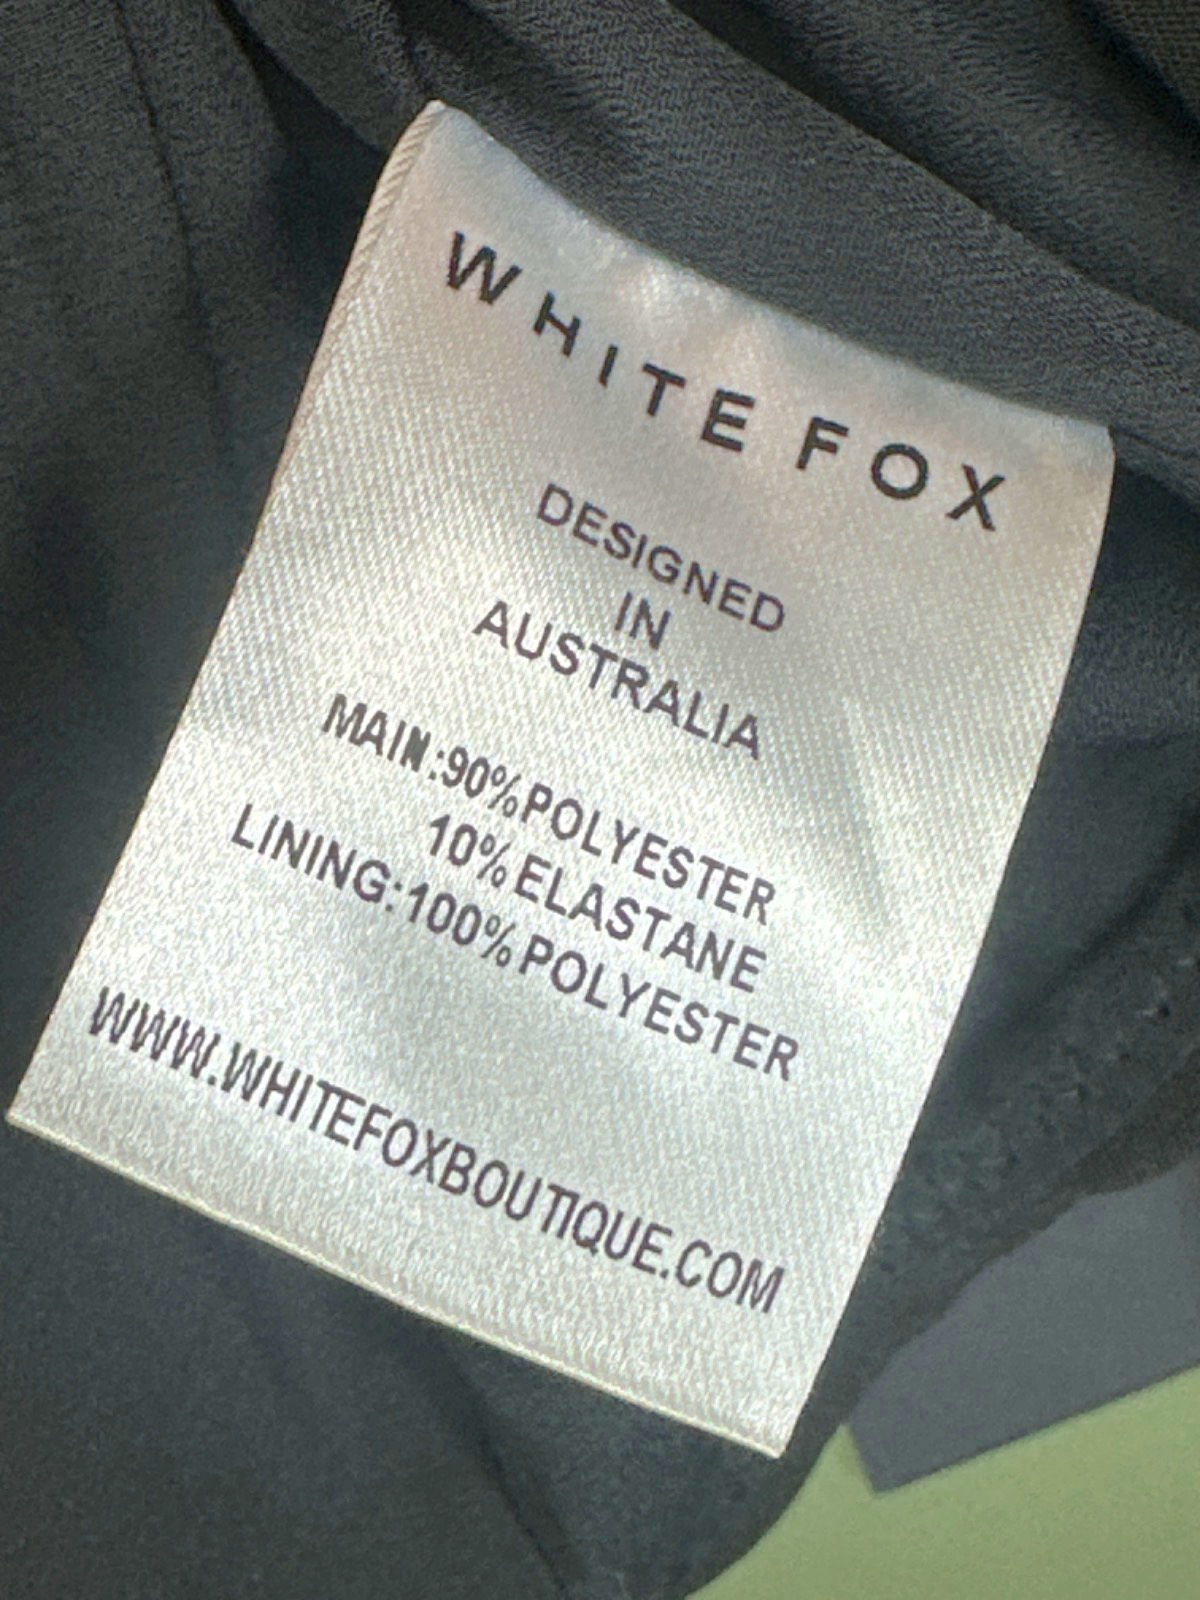 WHITE FOX
DESIGNED
IN
AUSTRALIA
MAIN:90%POLYESTER
10%ELASTANE
LINING:100%POLYESTER
WWW.WHITEFOXBOUTIQUE.COM